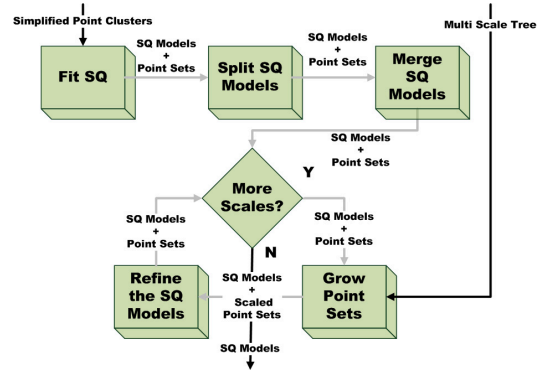 Simplified Point Clusters
Multi Scale Tree
Fit SQ
SQ Models
+
Point Sets
Split SQ
Models
SQ Models
+
Point Sets
Merge
SQ
Models
SQ Models
+
Point Sets
Y
More
Scales?
N
SQ Models
+
Point Sets
SQ Models
+
Point Sets
Refine
the SQ
Models
SQ Models
+
Scaled
Point Sets
Grow
Point
Sets
SQ Models